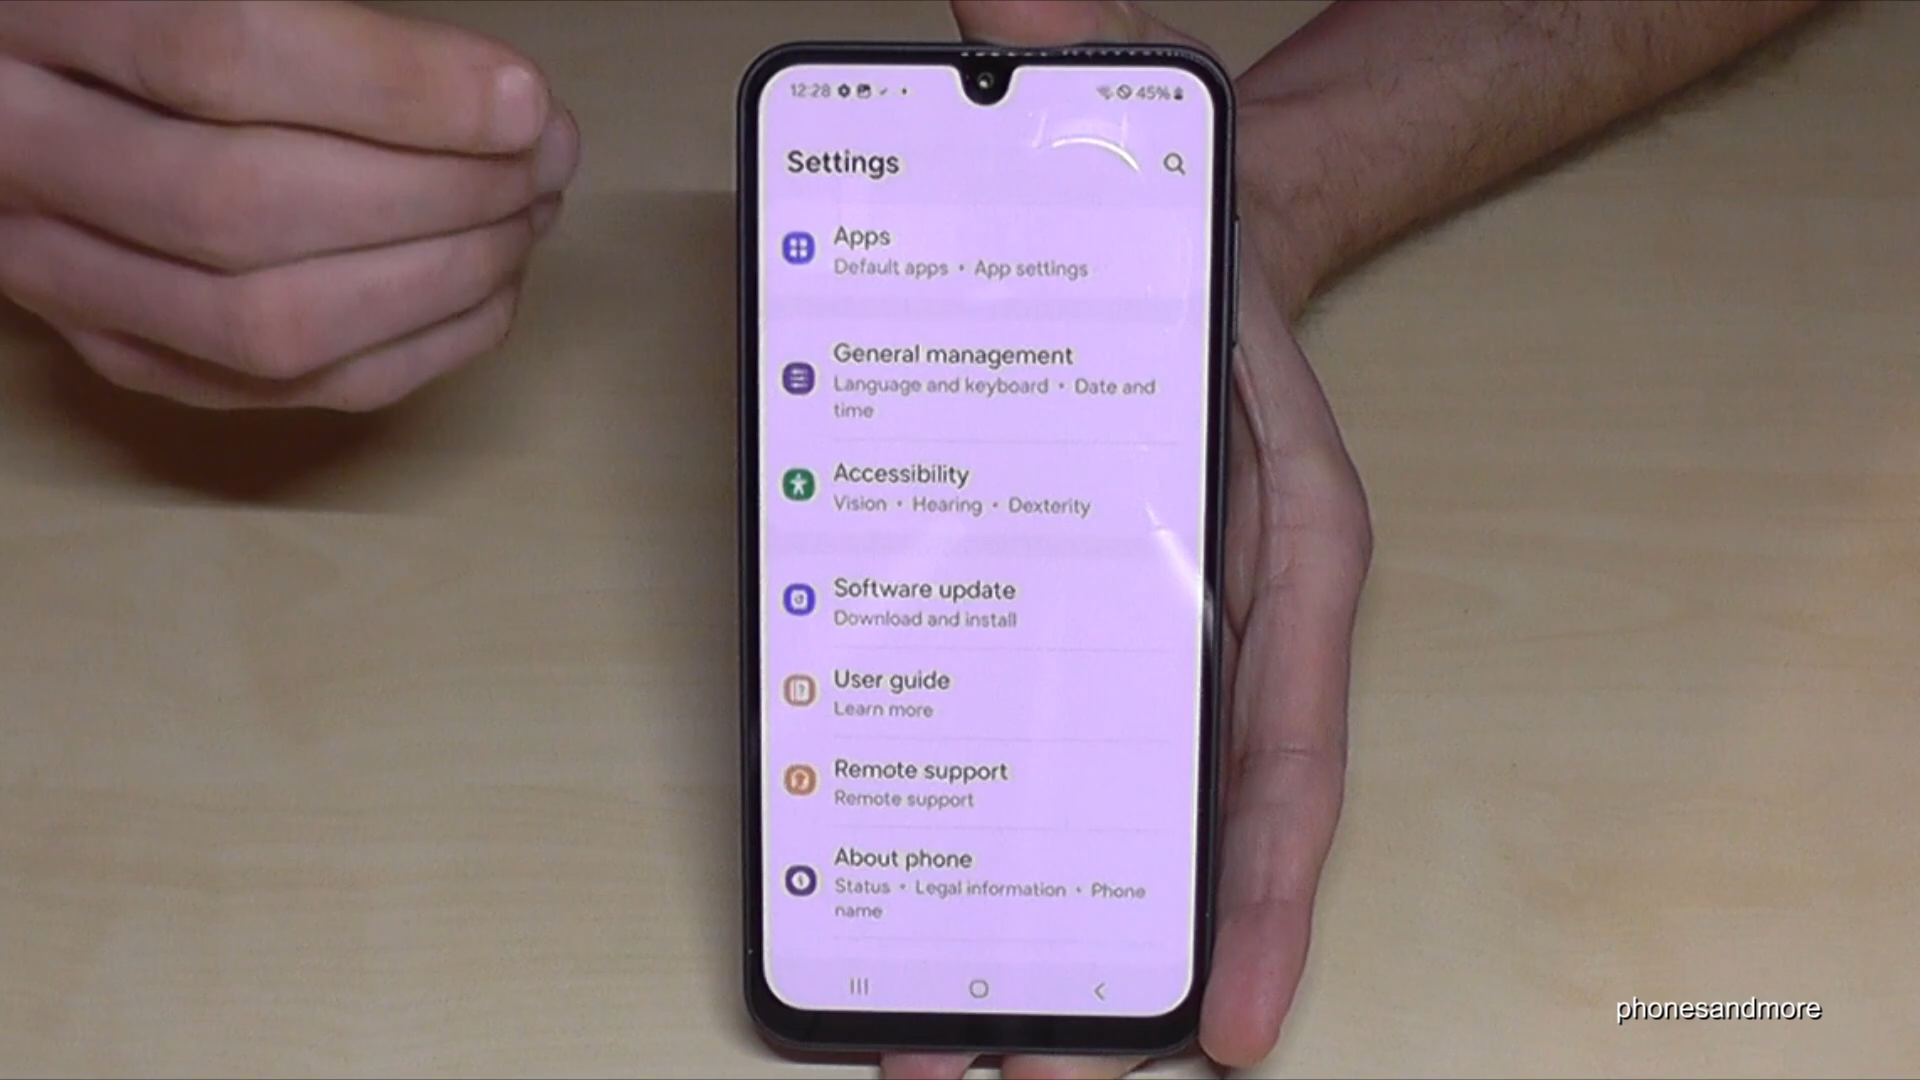 12:28
45%
Settings
Apps
Default apps • App settings
General management
Language and keyboard • Date and
time
Accessibility
Vision • Hearing • Dexterity
Software update
Download and install
User guide
Learn more
Remote support
Remote support
About phone
Status • Legal information • Phone
name
phonesandmore